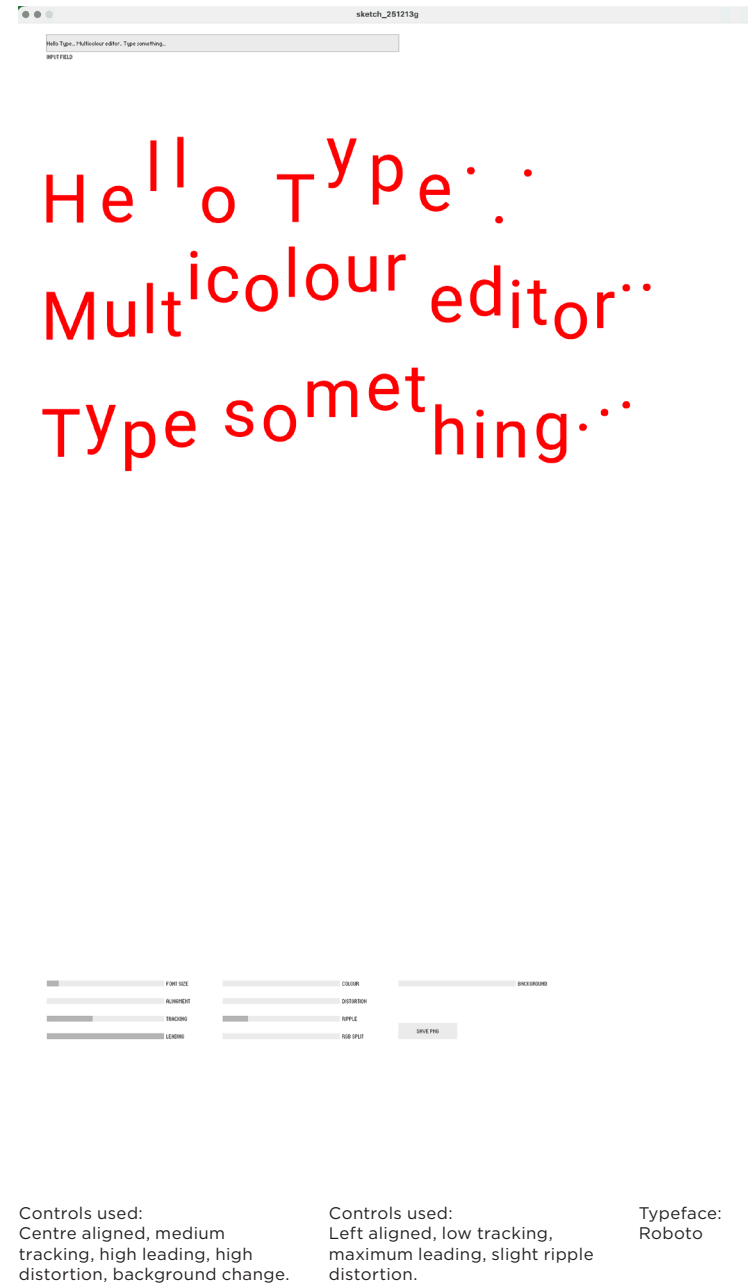 sketch_251213g
Hello Type... Multicolour editor.. Type something...
INPUT FIELD
Hello Type...
Multicolour editor..
Type something...
FONT SIZE
COLOUR
BACKGROUND
ALINGMENT
DISTORTION
TRACKING
RIPPLE
SAVE PNG
LEADING
RGB SPLIT
Controls used:
Centre aligned, medium
tracking, high leading, high
distortion, background change.
Controls used:
Left aligned, low tracking,
maximum leading, slight ripple
distortion.
Typeface:
Roboto